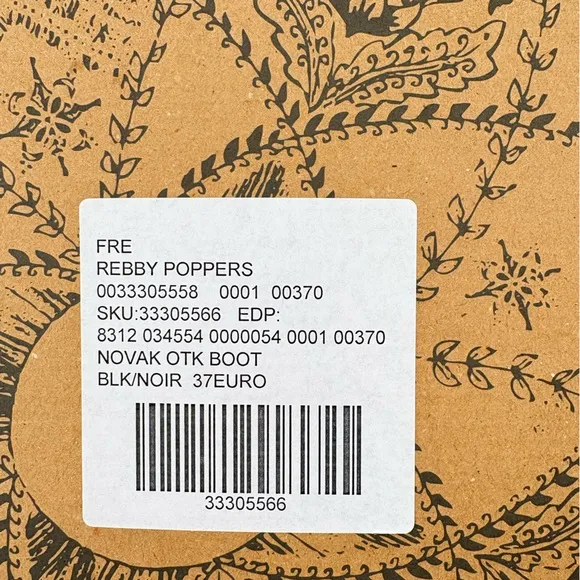 FRE
REBBY POPPERS
0033305558 0001 00370
SKU:33305566 EDP:
8312 034554 0000054 0001 00370
NOVAK OTK BOOT
BLK/NOIR 37EURO
33305566